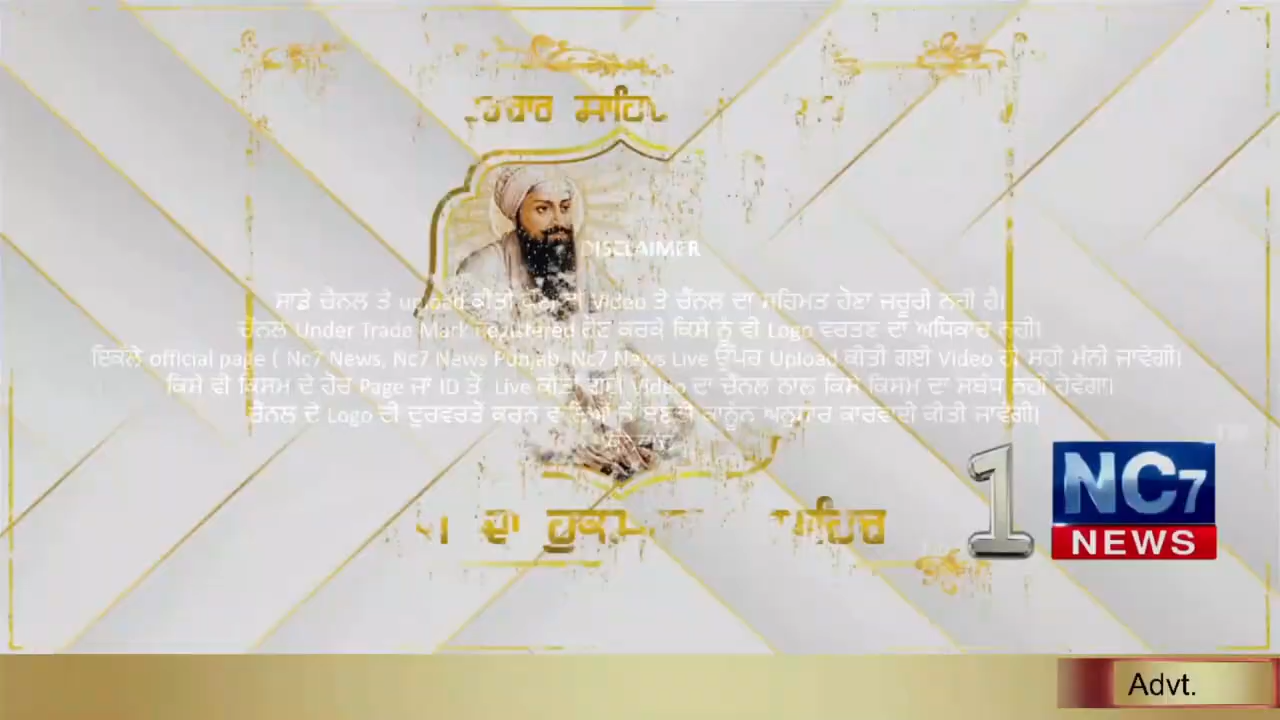 ਸਾਹਿਬ
DISCLAIMER
ਸਾਡੇ ਚੈਨਲ ਤੇ upload ਕੀਤੀ Video ਤੇ ਚੈਨਲ ਦਾ ਸਹਿਮਤ ਹੋਣਾ ਜਰੂਰੀ ਨਹੀ ਹੈ।
ਚੈਨਲ Under Trade Mark Registered ਹੋਣ ਕਰਕੇ ਕਿਸੇ ਨੂੰ ਵੀ Logo ਵਰਤਣ ਦਾ ਅਧਿਕਾਰ ਨਹੀ।
ਇਕਲੇ official page ( Nc7 News, Nc7 News Punjab, Nc7 News Live ਉੱਪਰ Upload ਕੀਤੀ ਗਈ Video ਹੀ ਸਹੀ ਮੰਨੀ ਜਾਵੇਗੀ।
ਕਿਸੇ ਵੀ ਕਿਸਮ ਦੇ ਹੋਰ Page ਜਾਂ ID ਤੋਂ Live ਕੀਤੀ ਗਈ Video ਦਾ ਚੈਨਲ ਨਾਲ ਕਿਸੇ ਕਿਸਮ ਦਾ ਸਬੰਧ ਨਹੀਂ ਹੋਵੇਗਾ।
ਚੈਨਲ ਦੇ Logo ਦੀ ਦੁਰਵਰਤੋਂ ਕਰਨ ਕਾਨੂੰਨ ਅਨੁਸਾਰ ਕਾਰਵਾਈ ਕੀਤੀ ਜਾਵੇਗੀ।
ਦਾ ਹੁਕਮਨਾਮਾ ਸਾਹਿਬ
1 NC7
NEWS
Advt.